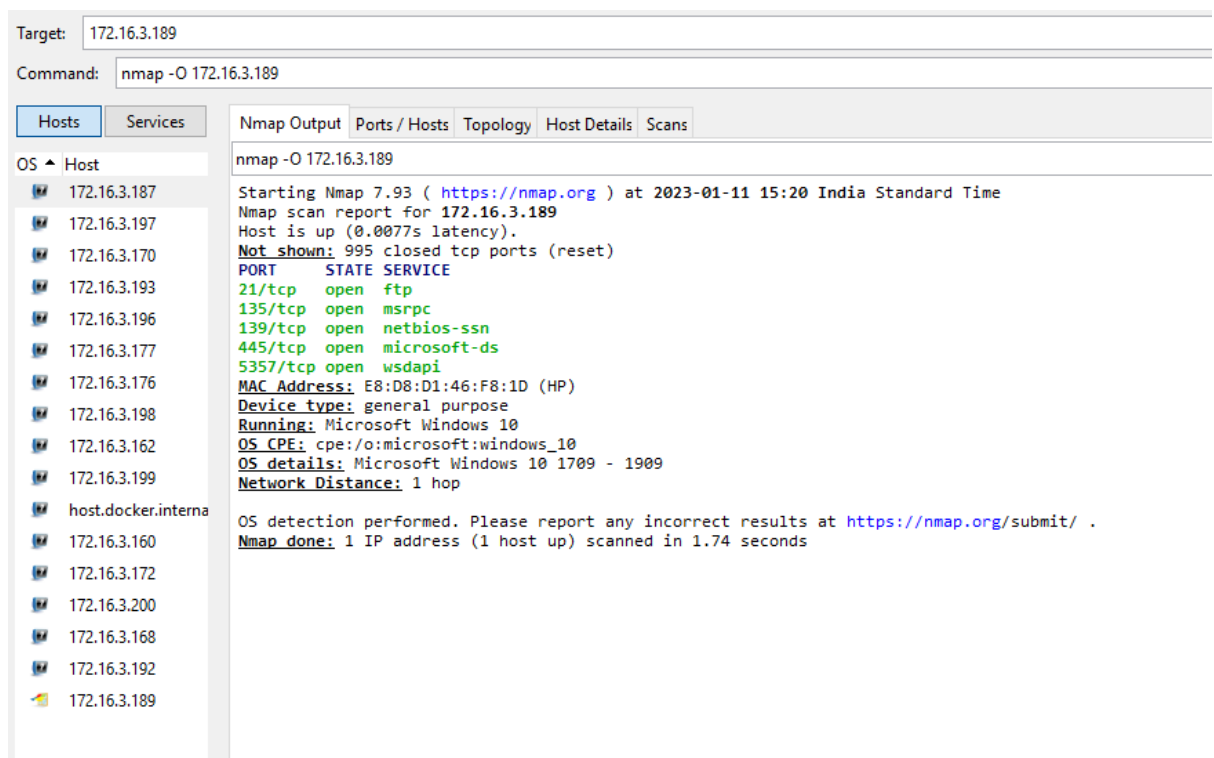 Target: 172.16.3.189
Command: nmap -O 172.16.3.189
Hosts Services
OS Host
172.16.3.187
172.16.3.197
172.16.3.170
172.16.3.193
172.16.3.196
172.16.3.177
172.16.3.176
172.16.3.198
172.16.3.162
172.16.3.199
host.docker.interna
172.16.3.160
172.16.3.172
172.16.3.200
172.16.3.168
172.16.3.192
172.16.3.189
Nmap Output Ports / Hosts Topology Host Details Scans
nmap -O 172.16.3.189
Starting Nmap 7.93 ( https://nmap.org ) at 2023-01-11 15:20 India Standard Time
Nmap scan report for 172.16.3.189
Host is up (0.0077s latency).
Not shown: 995 closed tcp ports (reset)
PORT STATE SERVICE
21/tcp open ftp
135/tcp open msrpc
139/tcp open netbios-ssn
445/tcp open microsoft-ds
5357/tcp open wsdapi
MAC Address: E8:D8:D1:46:F8:1D (HP)
Device type: general purpose
Running: Microsoft Windows 10
OS CPE: cpe:/o:microsoft:windows_10
OS details: Microsoft Windows 10 1709 - 1909
Network Distance: 1 hop
OS detection performed. Please report any incorrect results at https://nmap.org/submit/ .
Nmap done: 1 IP address (1 host up) scanned in 1.74 seconds